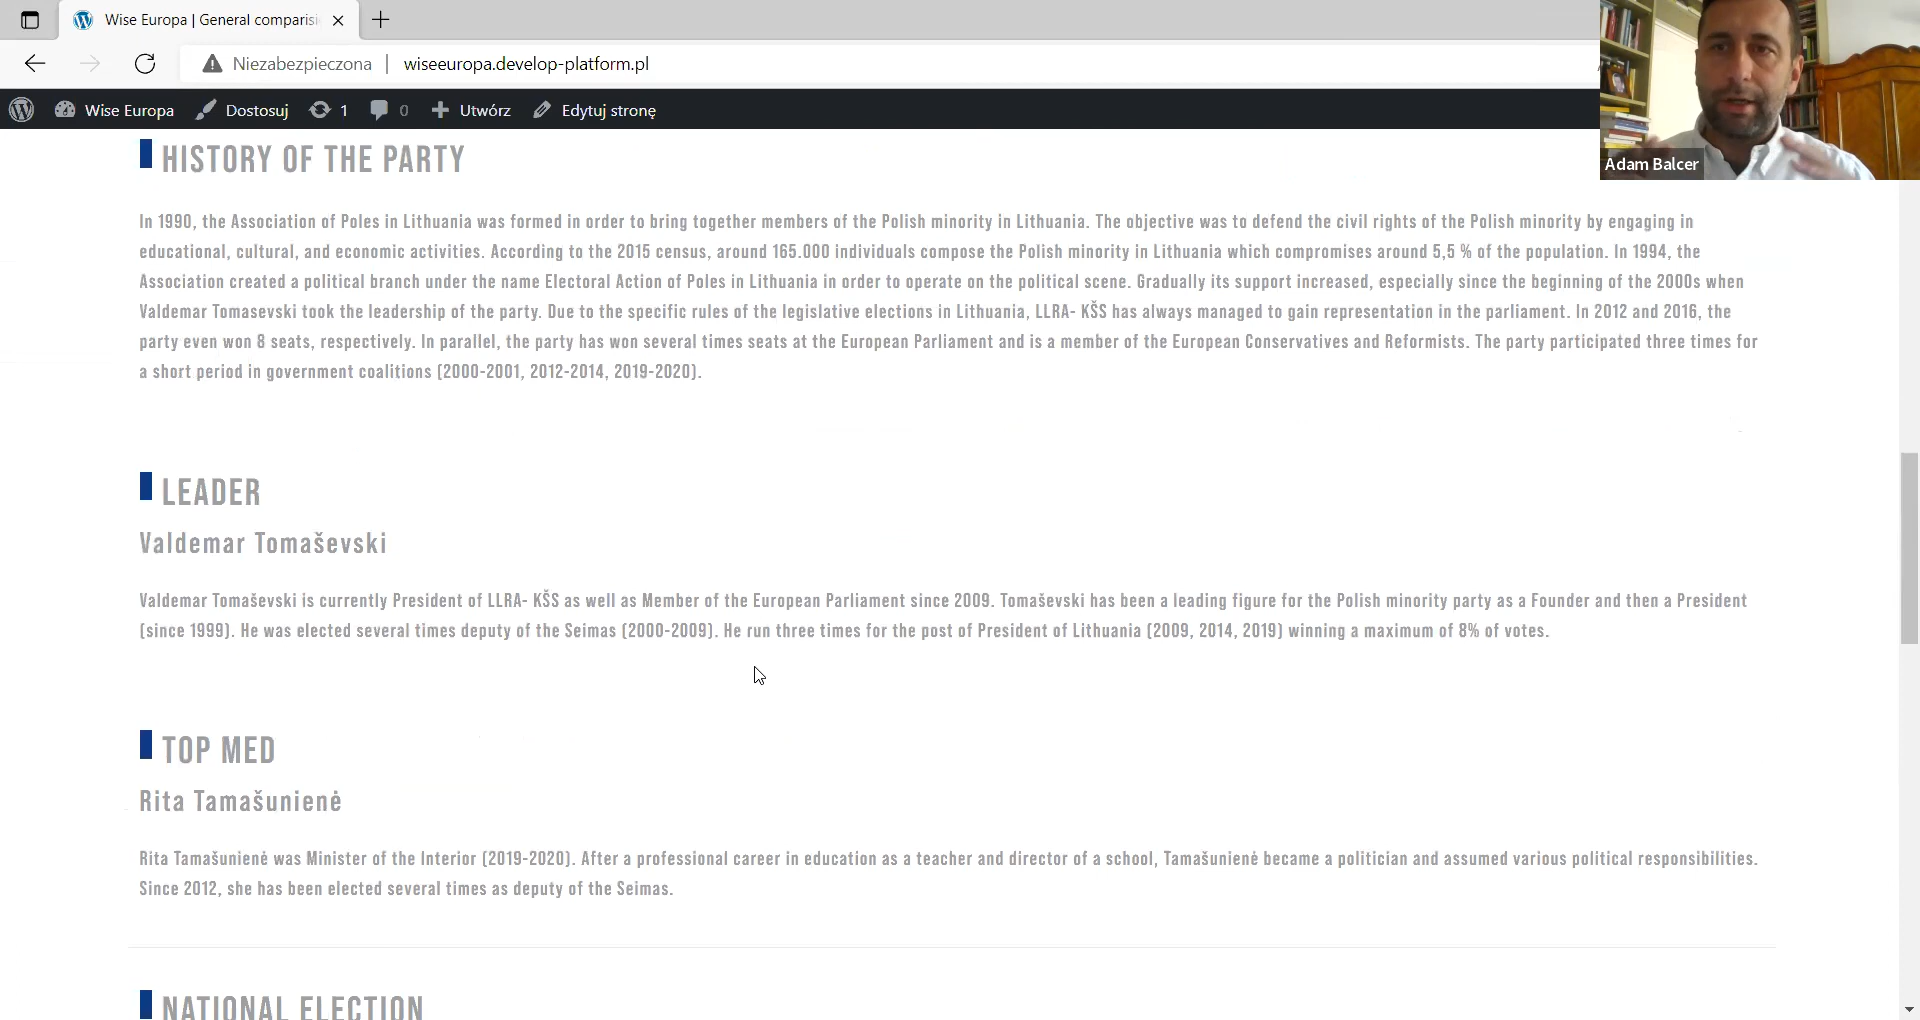 Wise Europa | General comparisi
Niezabezpieczona | wiseeuropa.develop-platform.pl
Wise Europa Dostosuj 1 0 Utwórz Edytuj stronę
Adam Balcer
HISTORY OF THE PARTY
In 1990, the Association of Poles in Lithuania was formed in order to bring together members of the Polish minority in Lithuania. The objective was to defend the civil rights of the Polish minority by engaging in
educational, cultural, and economic activities. According to the 2015 census, around 165.000 individuals compose the Polish minority in Lithuania which compromises around 5,5 % of the population. In 1994, the
Association created a political branch under the name Electoral Action of Poles in Lithuania in order to operate on the political scene. Gradually its support increased, especially since the beginning of the 2000s when
Valdemar Tomasevski took the leadership of the party. Due to the specific rules of the legislative elections in Lithuania, LLRA- KŠS has always managed to gain representation in the parliament. In 2012 and 2016, the
party even won 8 seats, respectively. In parallel, the party has won several times seats at the European Parliament and is a member of the European Conservatives and Reformists. The party participated three times for
a short period in government coalitions (2000-2001, 2012-2014, 2019-2020).
LEADER
Valdemar Tomaševski
Valdemar Tomaševski is currently President of LLRA- KŠS as well as Member of the European Parliament since 2009. Tomaševski has been a leading figure for the Polish minority party as a Founder and then a President
(since 1999). He was elected several times deputy of the Seimas (2000-2009). He run three times for the post of President of Lithuania (2009, 2014, 2019) winning a maximum of 8% of votes.
TOP MED
Rita Tamašunienė
Rita Tamašunienė was Minister of the Interior (2019-2020). After a professional career in education as a teacher and director of a school, Tamašunienė became a politician and assumed various political responsibilities.
Since 2012, she has been elected several times as deputy of the Seimas.
NATIONAL ELECTION